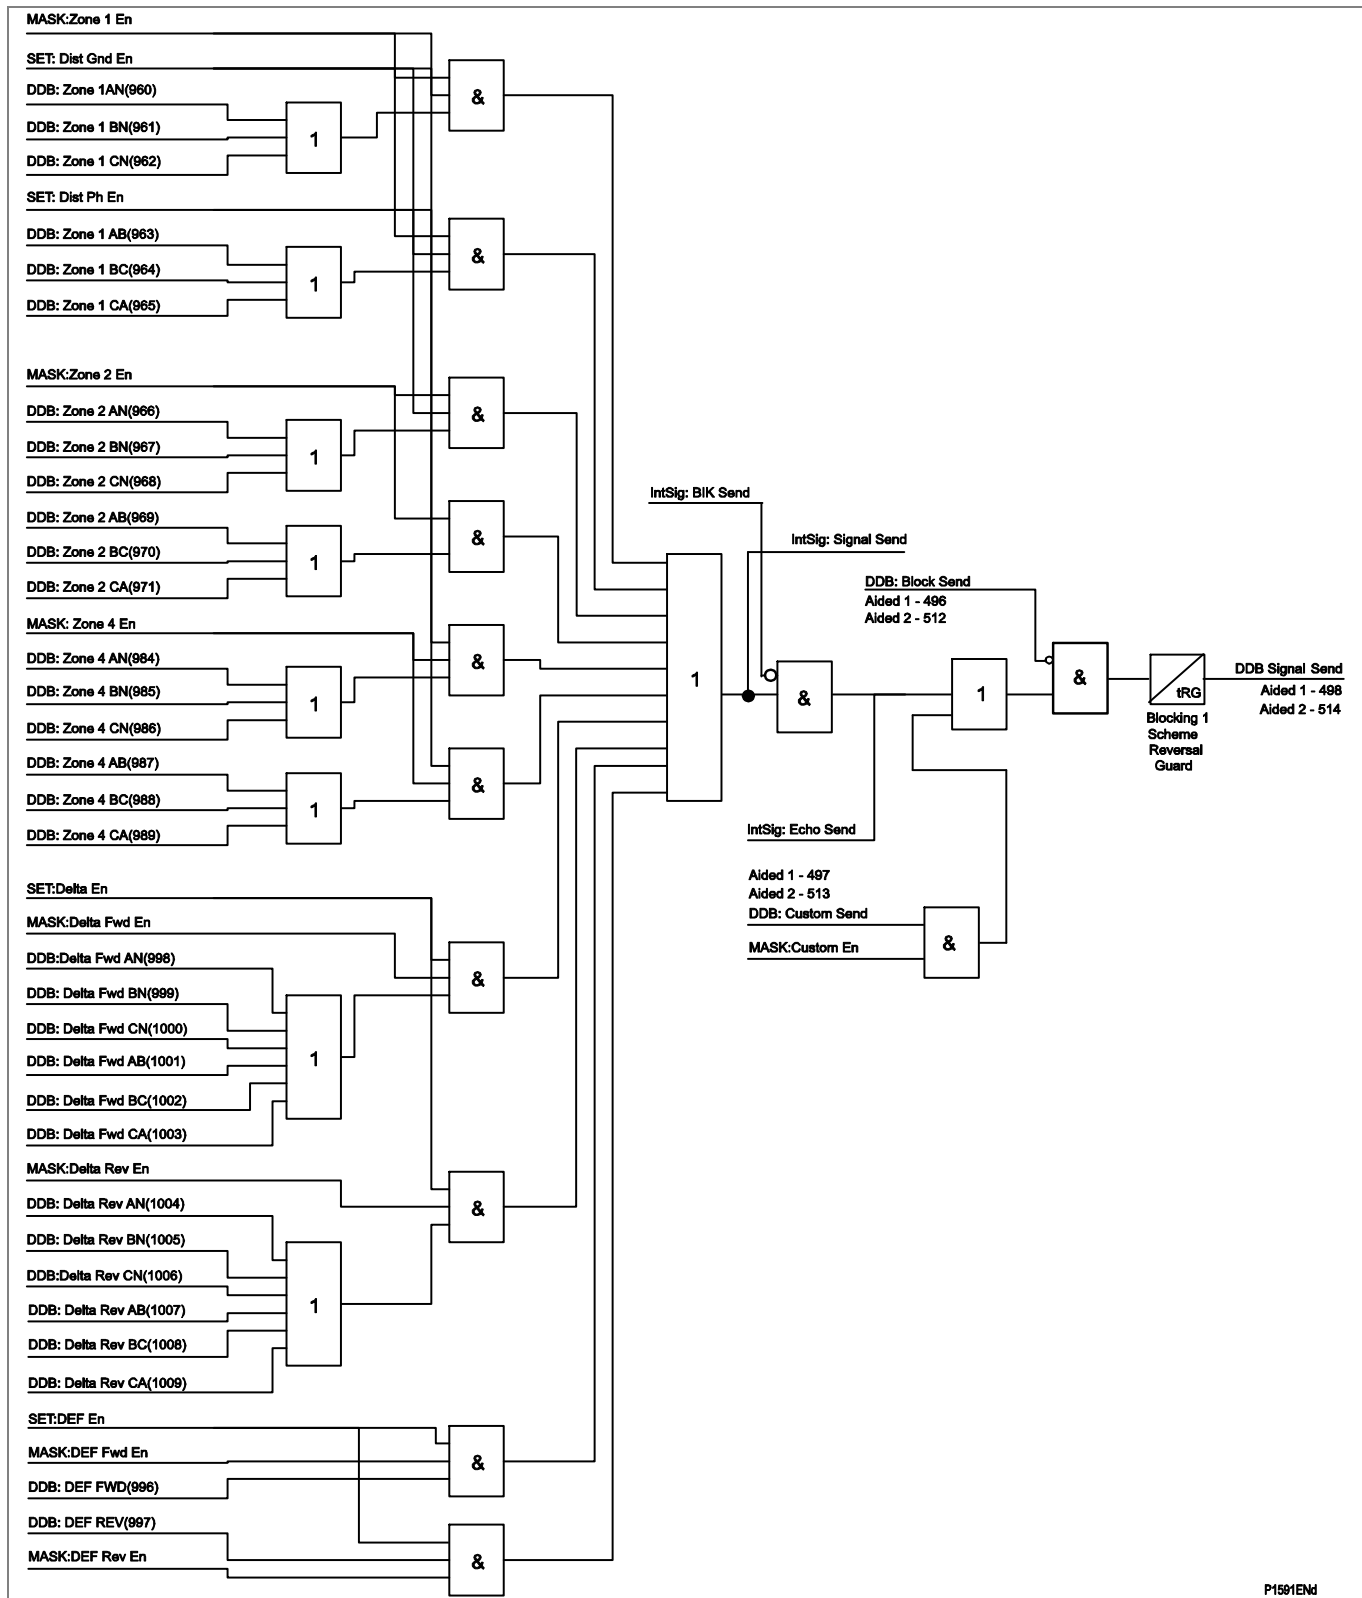 MASK:Zone 1 En
SET: Dist Gnd En
DDB: Zone 1AN(960)
DDB: Zone 1 BN(961)
DDB: Zone 1 CN(962)
1
&
SET: Dist Ph En
DDB: Zone 1 AB(963)
DDB: Zone 1 BC(964)
DDB: Zone 1 CA(965)
1
&
MASK:Zone 2 En
DDB: Zone 2 AN(966)
DDB: Zone 2 BN(967)
DDB: Zone 2 CN(968)
1
&
DDB: Zone 2 AB(969)
DDB: Zone 2 BC(970)
DDB: Zone 2 CA(971)
1
&
MASK: Zone 4 En
DDB: Zone 4 AN(984)
DDB: Zone 4 BN(985)
DDB: Zone 4 CN(986)
1
&
DDB: Zone 4 AB(987)
DDB: Zone 4 BC(988)
DDB: Zone 4 CA(989)
1
&
SET:Delta En
MASK:Delta Fwd En
DDB:Delta Fwd AN(998)
DDB: Delta Fwd BN(999)
DDB: Delta Fwd CN(1000)
DDB: Delta Fwd AB(1001)
DDB: Delta Fwd BC(1002)
DDB: Delta Fwd CA(1003)
1
&
MASK:Delta Rev En
DDB: Delta Rev AN(1004)
DDB: Delta Rev BN(1005)
DDB:Delta Rev CN(1006)
DDB: Delta Rev AB(1007)
DDB: Delta Rev BC(1008)
DDB: Delta Rev CA(1009)
1
&
SET:DEF En
MASK:DEF Fwd En
DDB: DEF FWD(996)
&
DDB: DEF REV(997)
MASK:DEF Rev En
&
1
IntSig: BlK Send
IntSig: Signal Send
&
DDB: Block Send
Aided 1 - 496
Aided 2 - 512
1
&
tRG
Blocking 1
Scheme
Reversal
Guard
DDB Signal Send
Aided 1 - 498
Aided 2 - 514
IntSig: Echo Send
Aided 1 - 497
Aided 2 - 513
DDB: Custom Send
MASK:Custom En
&
P1591ENd